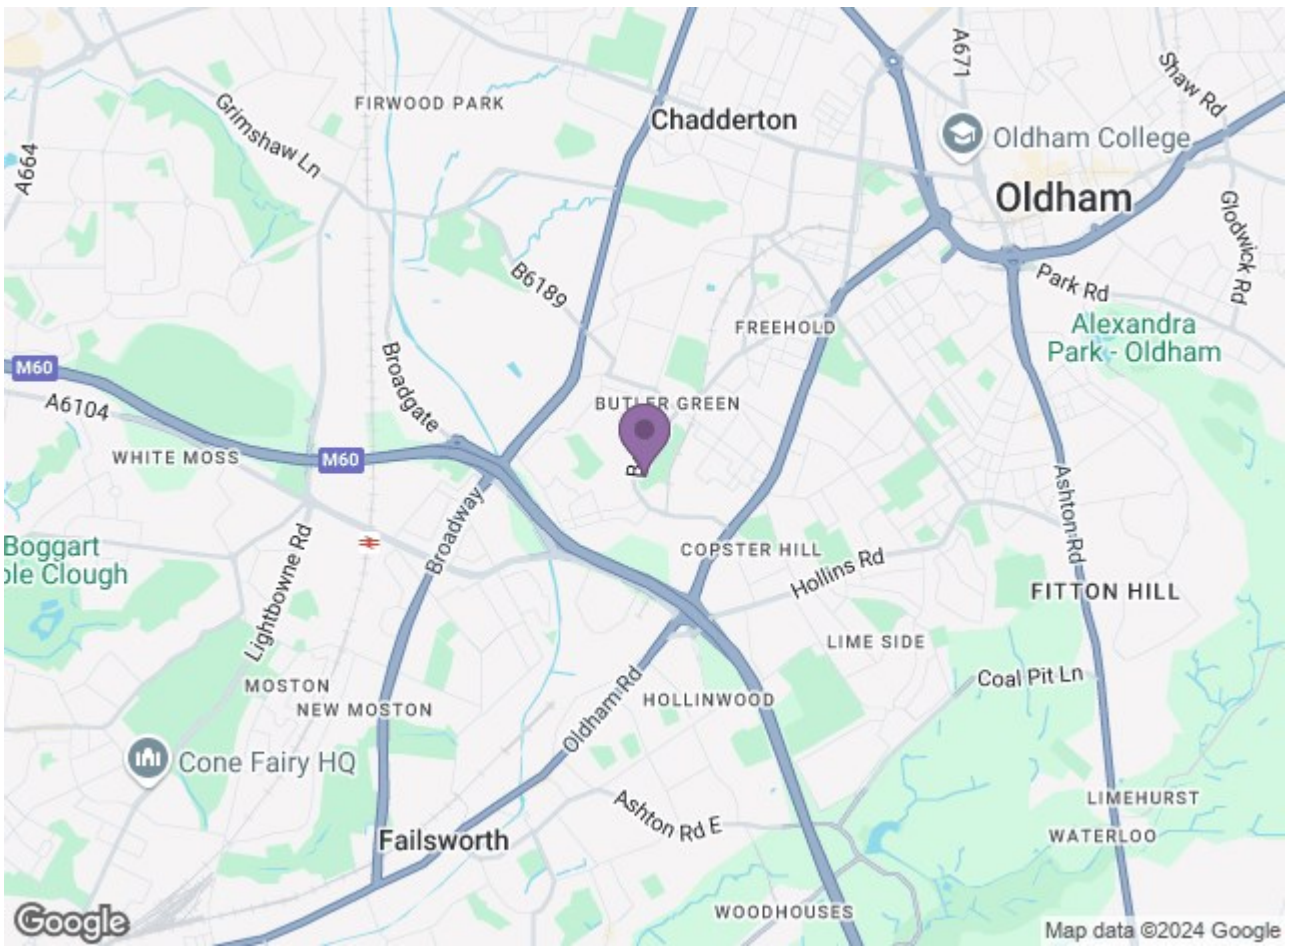 A671
Shaw Rd
FIRWOOD PARK
Grimshaw Ln
Chadderton
Oldham College
A664
Oldham
Glodwick Rd
B6189
Park Rd
FREEHOLD
Alexandra
Park - Oldham
M60
Broadgate
A6104
BUTLER GREEN
WHITE MOSS
M60
Broadway
Ashton Rd
COPSTER HILL
Hollins Rd
Boggart
Clough
Lightbowne Rd
FITTON HILL
LIME SIDE
Coal Pit Ln
MOSTON
NEW MOSTON
HOLLINWOOD
Oldham Rd
Cone Fairy HQ
LIMEHURST
Ashton Rd E
WATERLOO
Failsworth
WOODHOUSES
Google
Map data ©2024 Google